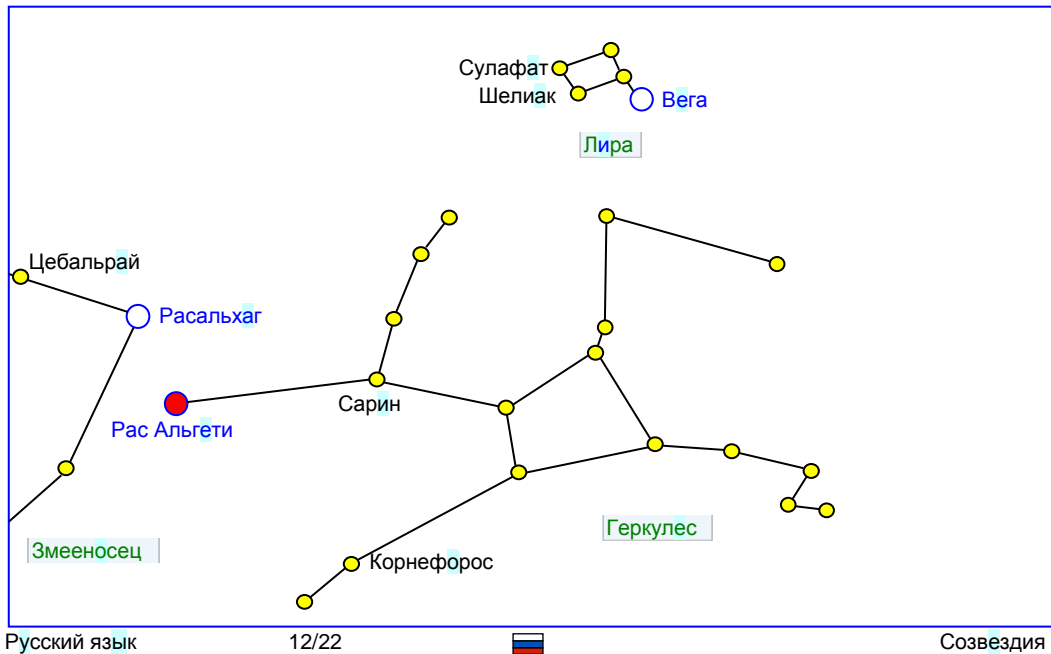 Сулафат
Шелиак
Вега
Лира
Цебальрай
Расальхаг
Сарин
Рас Альгети
Геркулес
Змееносец
Корнефорос
Русский язык 12/22 Созвездия